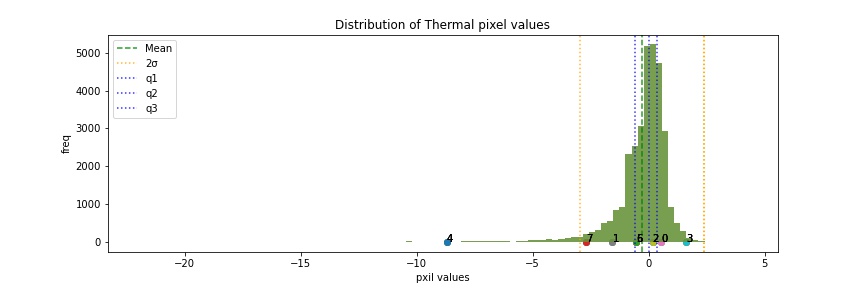 Distribution of Thermal pixel values
Mean
2σ
q1
q2
q3
freq
5000
4000
3000
2000
1000
0
4 7 1 2 0 3
−20 −15 −10 −5 0 5
pxil values